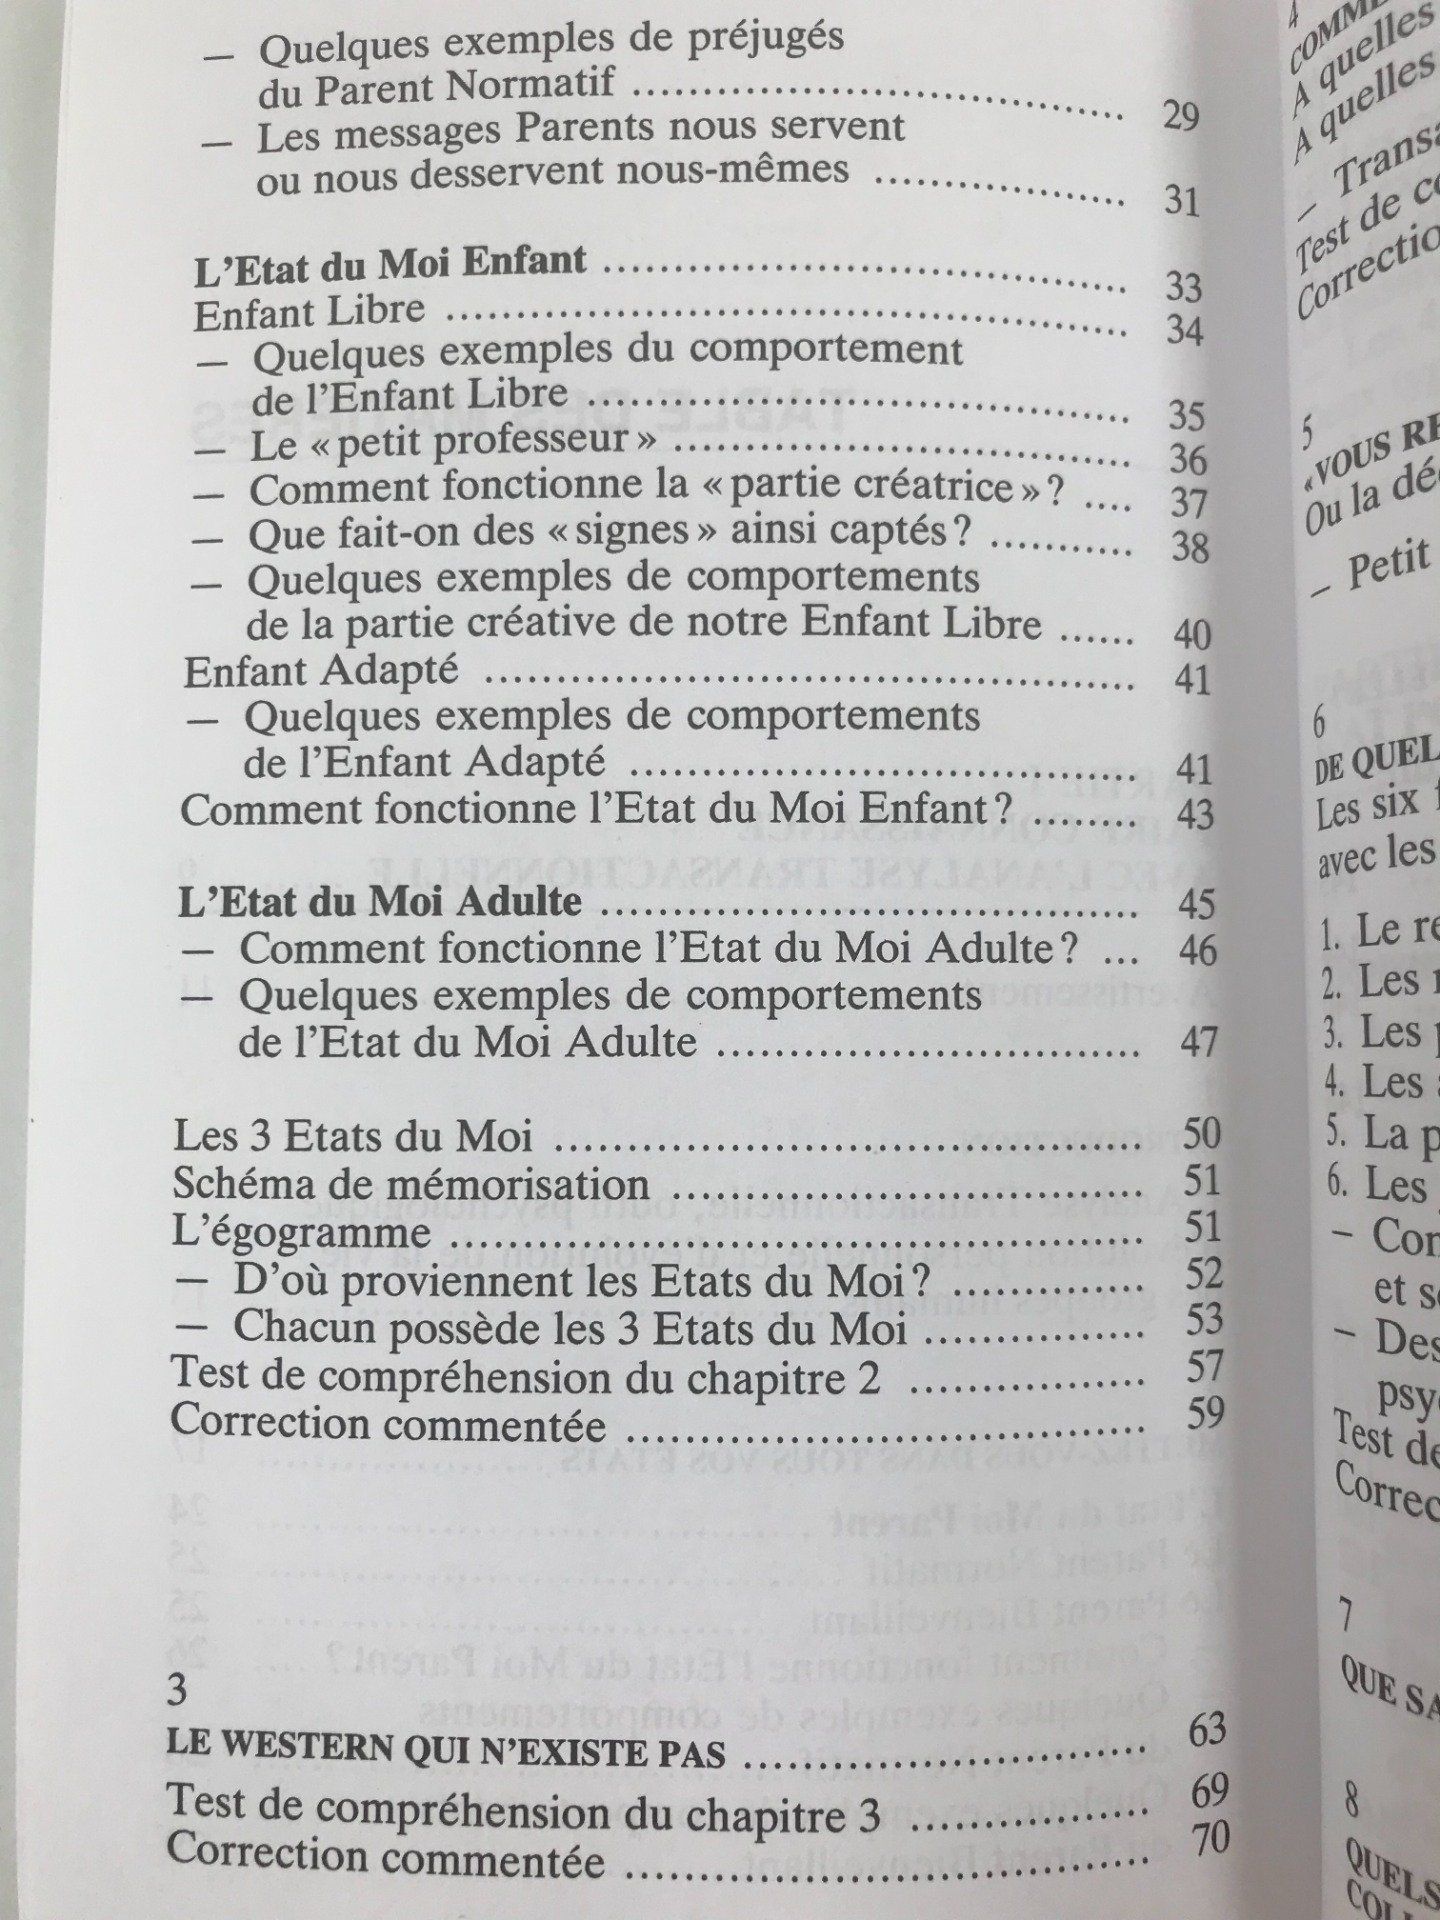 — Quelques exemples de préjugés
du Parent Normatif .......... 29
— Les messages Parents nous servent
ou nous desservent nous-mêmes .......... 31
L'Etat du Moi Enfant .......... 33
Enfant Libre .......... 34
— Quelques exemples du comportement
de l'Enfant Libre .......... 35
— Le « petit professeur » .......... 36
— Comment fonctionne la « partie créatrice » ? .... 37
— Que fait-on des « signes » ainsi captés ? .......... 38
— Quelques exemples de comportements
de la partie créative de notre Enfant Libre ...... 40
Enfant Adapté .......... 41
— Quelques exemples de comportements
de l'Enfant Adapté .......... 41
Comment fonctionne l'Etat du Moi Enfant ? ........ 43
L'Etat du Moi Adulte .......... 45
— Comment fonctionne l'Etat du Moi Adulte ? ... 46
— Quelques exemples de comportements
de l'Etat du Moi Adulte .......... 47
Les 3 Etats du Moi .......... 50
Schéma de mémorisation .......... 51
L'égogramme .......... 51
— D'où proviennent les Etats du Moi ? .......... 52
— Chacun possède les 3 Etats du Moi .......... 53
Test de compréhension du chapitre 2 .......... 57
Correction commentée .......... 59
3
LE WESTERN QUI N'EXISTE PAS .......... 63
Test de compréhension du chapitre 3 .......... 69
Correction commentée .......... 70
4
A quelles
A quelles
–
Test de
5
«VOUS
Ou la
– Petit
6
DE
Les six
avec les
1. Le
2. Les
3. Les
4. Les
5. La
6. Les
–
et
–
Test
7
QUE
8